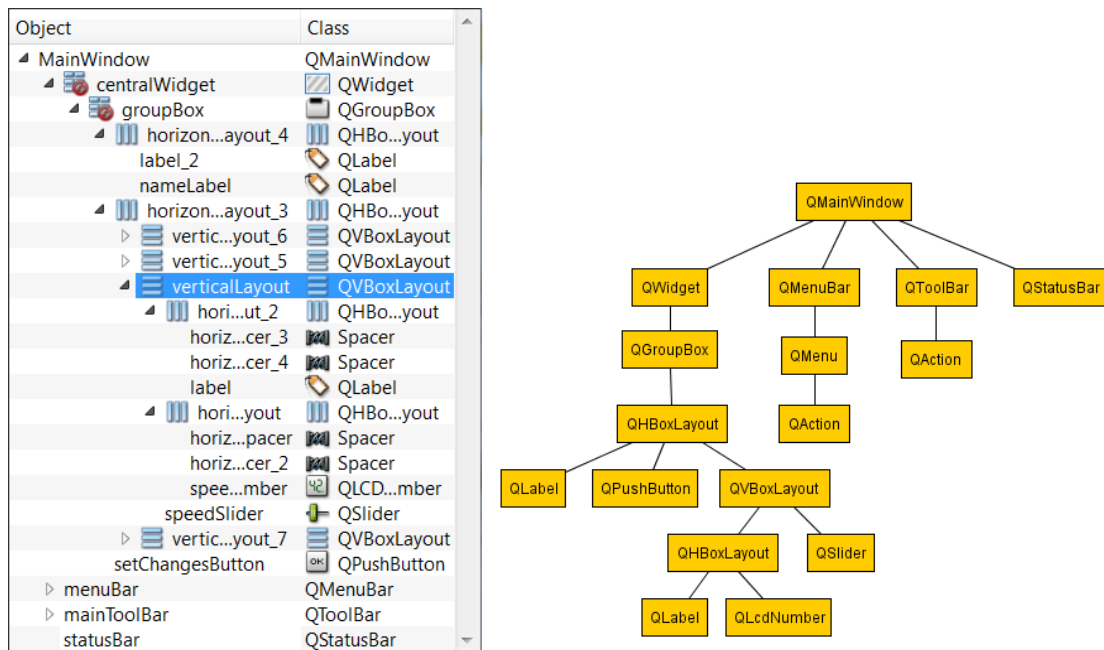 Object Class
MainWindow QMainWindow
centralWidget QWidget
groupBox QGroupBox
horizon...ayout_4 QHBo...yout
label_2 QLabel
nameLabel QLabel
horizon...ayout_3 QHBo...yout
vertic...yout_6 QVBoxLayout
vertic...yout_5 QVBoxLayout
verticalLayout QVBoxLayout
hori...ut_2 QHBo...yout
horiz...cer_3 Spacer
horiz...cer_4 Spacer
label QLabel
hori...yout QHBo...yout
horiz...pacer Spacer
horiz...cer_2 Spacer
spee...mber 42 QLCD...mber
speedSlider QSlider
vertic...yout_7 QVBoxLayout
setChangesButton OK QPushButton
menuBar QMenuBar
mainToolBar QToolBar
statusBar QStatusBar
QMainWindow
QWidget QMenuBar QToolBar QStatusBar
QGroupBox QMenu QAction
QHBoxLayout QAction
QLabel QPushButton QVBoxLayout
QHBoxLayout QSlider
QLabel QLcdNumber